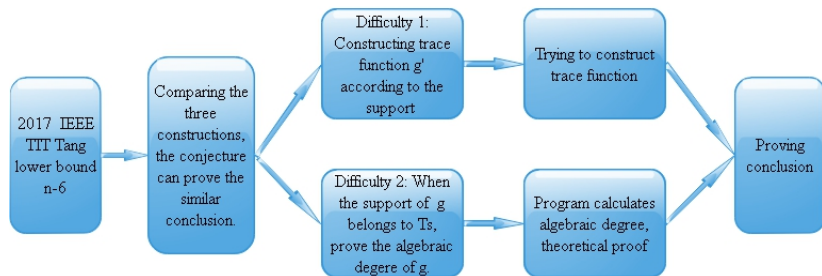 2017 IEEE
TIT Tang
lower bound
n-6
Comparing the
three
constructions,
the conjecture
can prove the
similar
conclusion.
Difficulty 1:
Constructing trace
function g'
according to the
support
Trying to construct
trace function
Difficulty 2: When
the support of g
belongs to Ts,
prove the algebraic
degere of g.
Program calculates
algebraic degree,
theoretical proof
Proving
conclusion